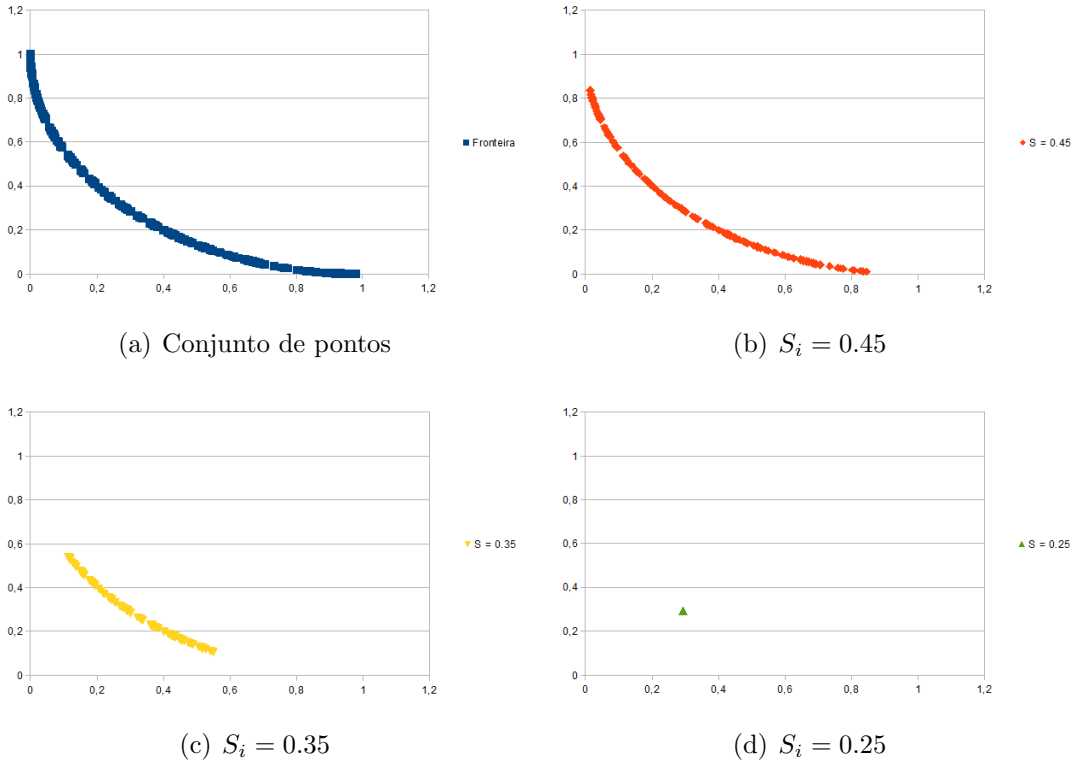 1,2
1
0,8
0,6
0,4
0,2
0
0 0,2 0,4 0,6 0,8 1 1,2
Fronteira
(a) Conjunto de pontos
1,2
1
0,8
0,6
0,4
0,2
0
0 0,2 0,4 0,6 0,8 1 1,2
S = 0.45
(b) $S_i = 0.45$
1,2
1
0,8
0,6
0,4
0,2
0
0 0,2 0,4 0,6 0,8 1 1,2
S = 0.35
(c) $S_i = 0.35$
1,2
1
0,8
0,6
0,4
0,2
0
0 0,2 0,4 0,6 0,8 1 1,2
S = 0.25
(d) $S_i = 0.25$